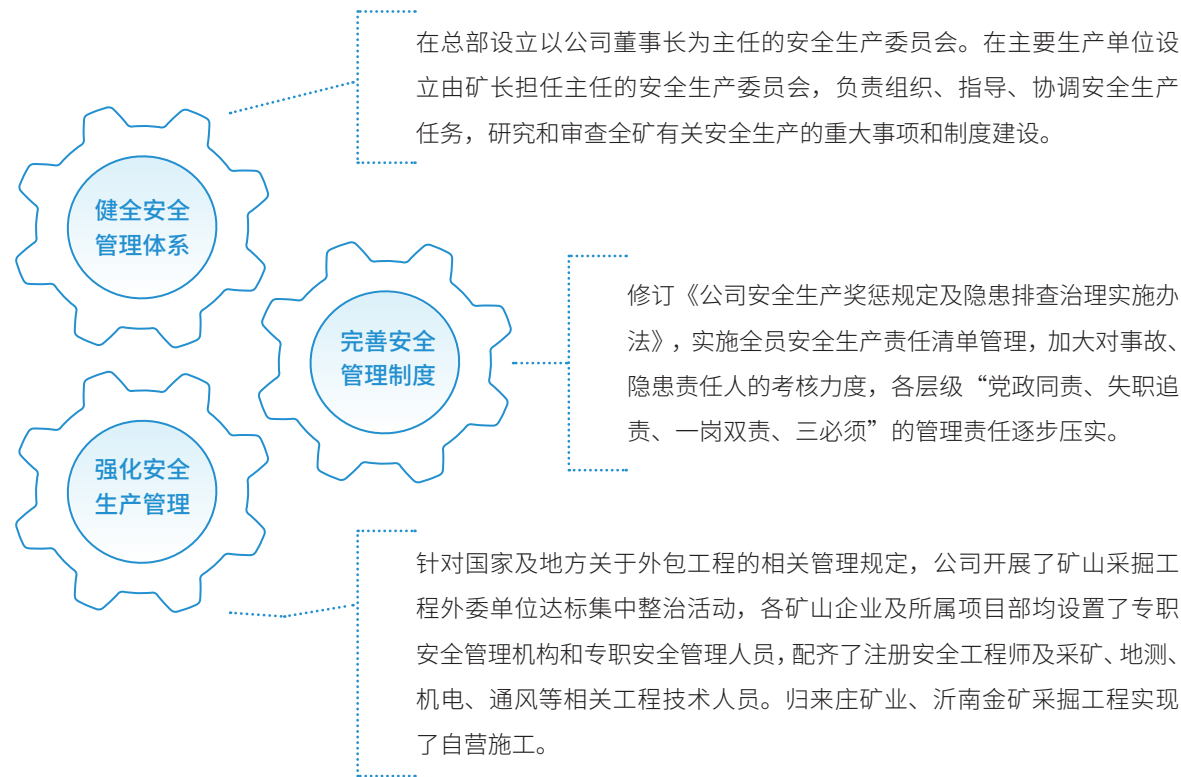 健全安全
管理体系
在总部设立以公司董事长为主任的安全生产委员会。在主要生产单位设
立由矿长担任主任的安全生产委员会，负责组织、指导、协调安全生产
任务，研究和审查全矿有关安全生产的重大事项和制度建设。
完善安全
管理制度
修订《公司安全生产奖惩规定及隐患排查治理实施办
法》，实施全员安全生产责任清单管理，加大对事故、
隐患责任人的考核力度，各层级“党政同责、失职追
责、一岗双责、三必须”的管理责任逐步压实。
强化安全
生产管理
针对国家及地方关于外包工程的相关管理规定，公司开展了矿山采掘工
程外委单位达标集中整治活动，各矿山企业及所属项目部均设置了专职
安全管理机构和专职安全管理人员，配齐了注册安全工程师及采矿、地测、
机电、通风等相关工程技术人员。归来庄矿业、沂南金矿采掘工程实现
了自营施工。